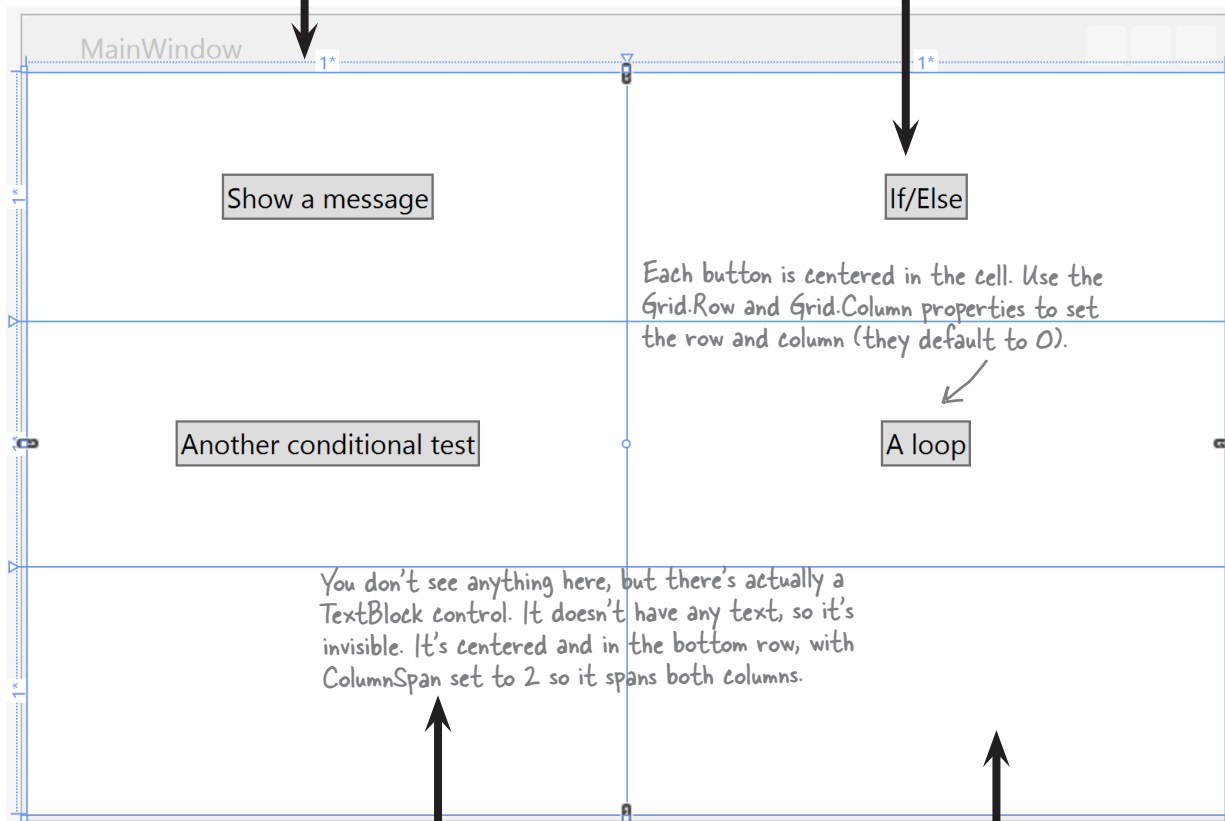 MainWindow
1*
1*
1*
Show a message
If/Else
Each button is centered in the cell. Use the
Grid.Row and Grid.Column properties to set
the row and column (they default to 0).
1*
Another conditional test
A loop
You don't see anything here, but there's actually a
TextBlock control. It doesn't have any text, so it's
invisible. It's centered and in the bottom row, with
ColumnSpan set to 2 so it spans both columns.
1*